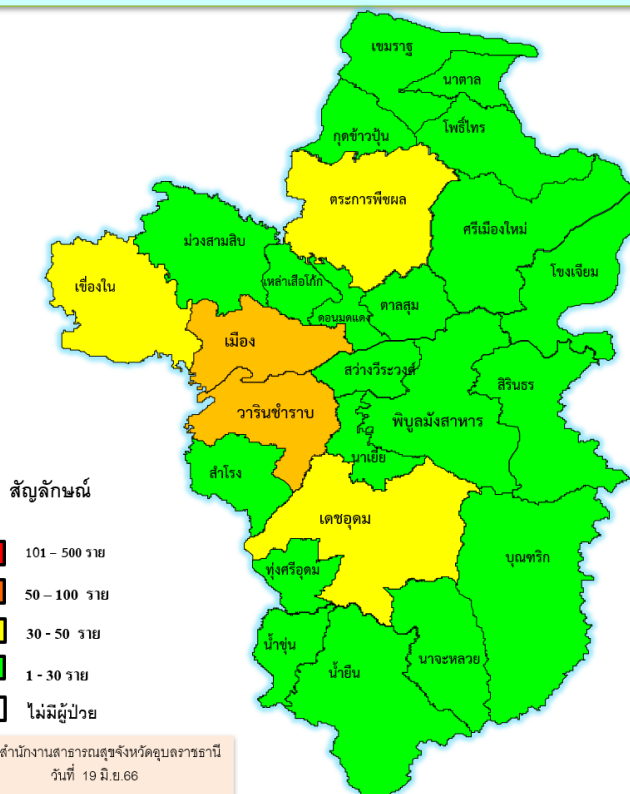 เขมราฐ
นาตาล
โพธิ์ไทร
กุดข้าวปุ้น
ตระการพืชผล
ศรีเมืองใหม่
ม่วงสามสิบ
โขงเจียม
เขื่องใน
เหล่าเสือโก้ก
ตาลสุม
ดอนมดแดง
เมือง
สว่างวีระวงศ์
สิรินธร
วารินชำราบ
พิบูลมังสาหาร
นาเยีย
สำโรง
เดชอุดม
บุณฑริก
ทุ่งศรีอุดม
น้ำขุ่น
นาจะหลวย
น้ำยืน
สัญลักษณ์
101 – 500 ราย
50 – 100 ราย
30 - 50 ราย
1 - 30 ราย
ไม่มีผู้ป่วย
สำนักงานสาธารณสุขจังหวัดอุบลราชธานี
วันที่ 19 มิ.ย.66